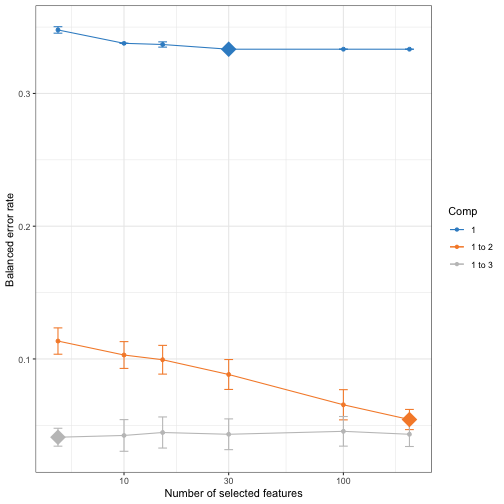 Balanced error rate
0.3
0.2
0.1
10
30
100
Number of selected features
Comp
1
1 to 2
1 to 3